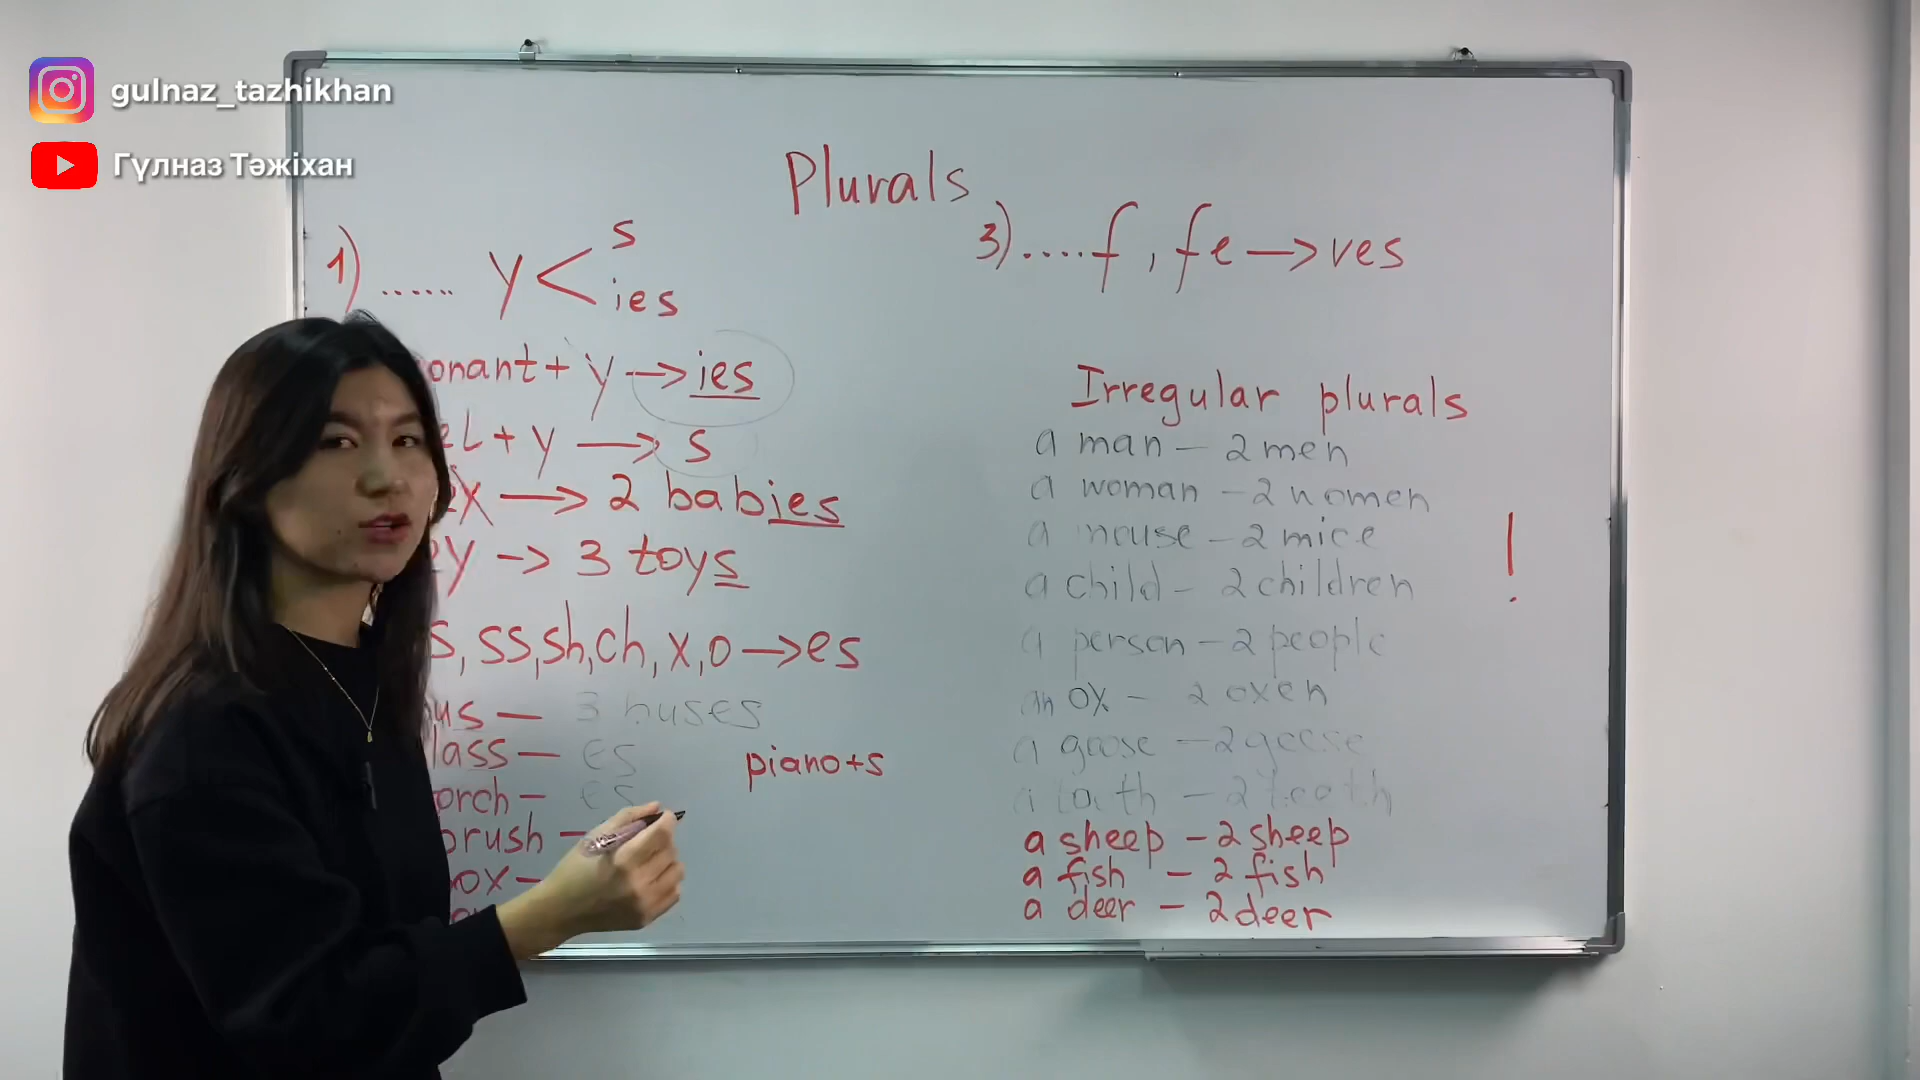 gulnaz_tazhikhan
Гүлназ Тәжіхан
Plurals
1) ...... y < s
ies
onant + y → ies
el + y → s
→ 2 babies
ey → 3 toys
s, ss, sh, ch, x, o → es
us — 3 buses
lass — es
orch — es
brush —
ox —
piano+s
3) ....f, fe → ves
Irregular plurals
a man — 2 men
a woman — 2 women
a mouse — 2 mice
a child — 2 children
!
a person — 2 people
an ox — 2 oxen
a goose — 2 geese
a tooth — 2 teeth
a sheep — 2 sheep
a fish — 2 fish
a deer — 2 deer